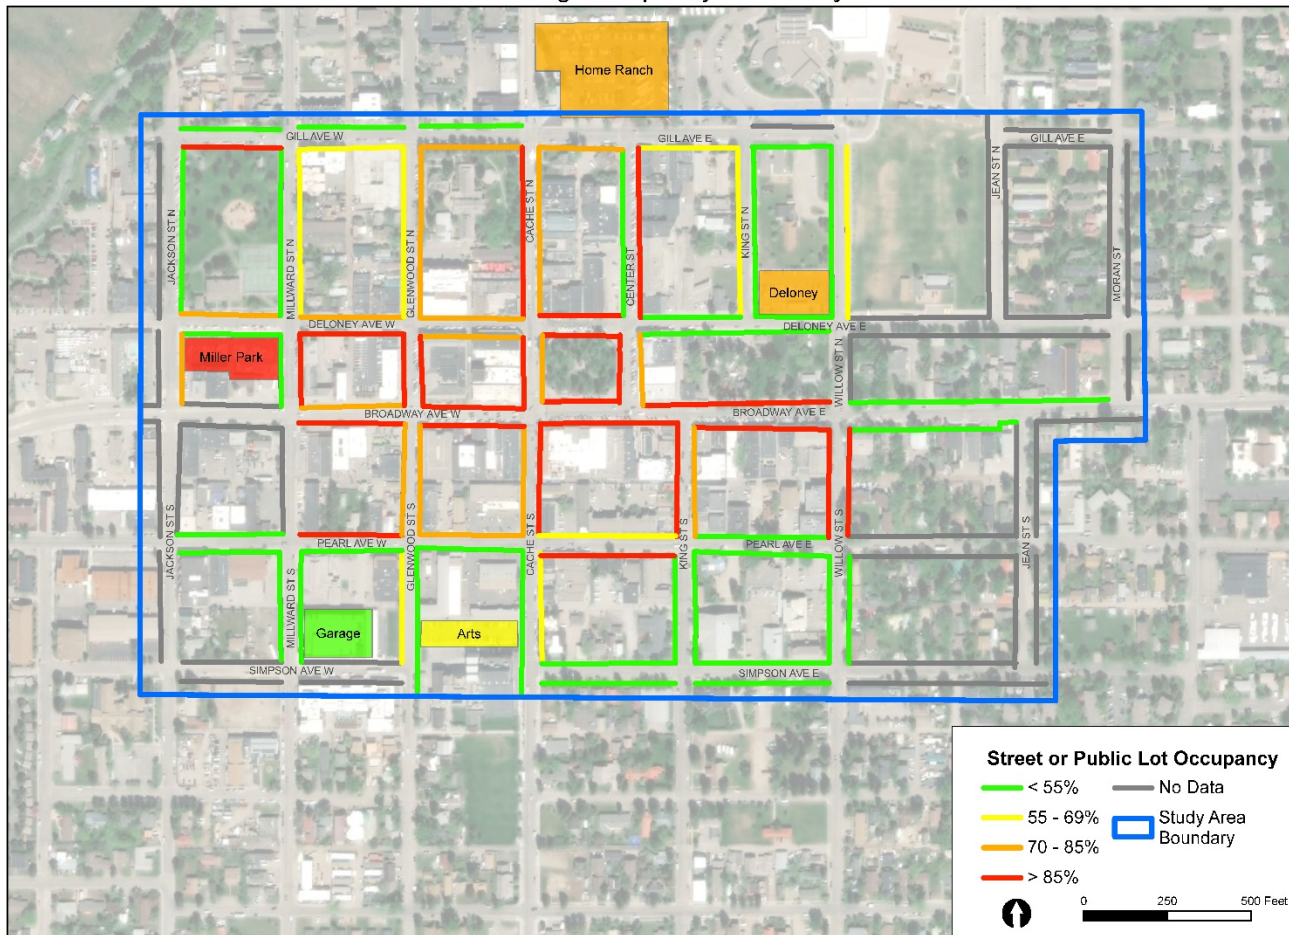 Home Ranch
GILL AVE W
GILL AVE E
GILL AVE E
JACKSON ST N
MILLWARD ST N
GLENWOOD ST N
CACHE ST N
CENTER ST
KING ST N
JEAN ST N
MORAN ST
Deloney
DELONEY AVE W
DELONEY AVE E
Miller Park
WILLOW ST N
BROADWAY AVE W
BROADWAY AVE E
JACKSON ST S
MILLWARD ST S
GLENWOOD ST S
CACHE ST S
KING ST S
WILLOW ST S
JEAN ST S
PEARL AVE W
PEARL AVE E
Garage
Arts
SIMPSON AVE W
SIMPSON AVE E
Street or Public Lot Occupancy
< 55%
No Data
55 - 69%
Study Area
Boundary
70 - 85%
> 85%
0 250 500 Feet